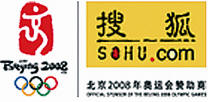 Beijing 2008
搜狐
SOHU.com
北京2008年奥运会赞助商
OFFICIAL SPONSOR OF THE BEIJING 2008 OLYMPIC GAMES